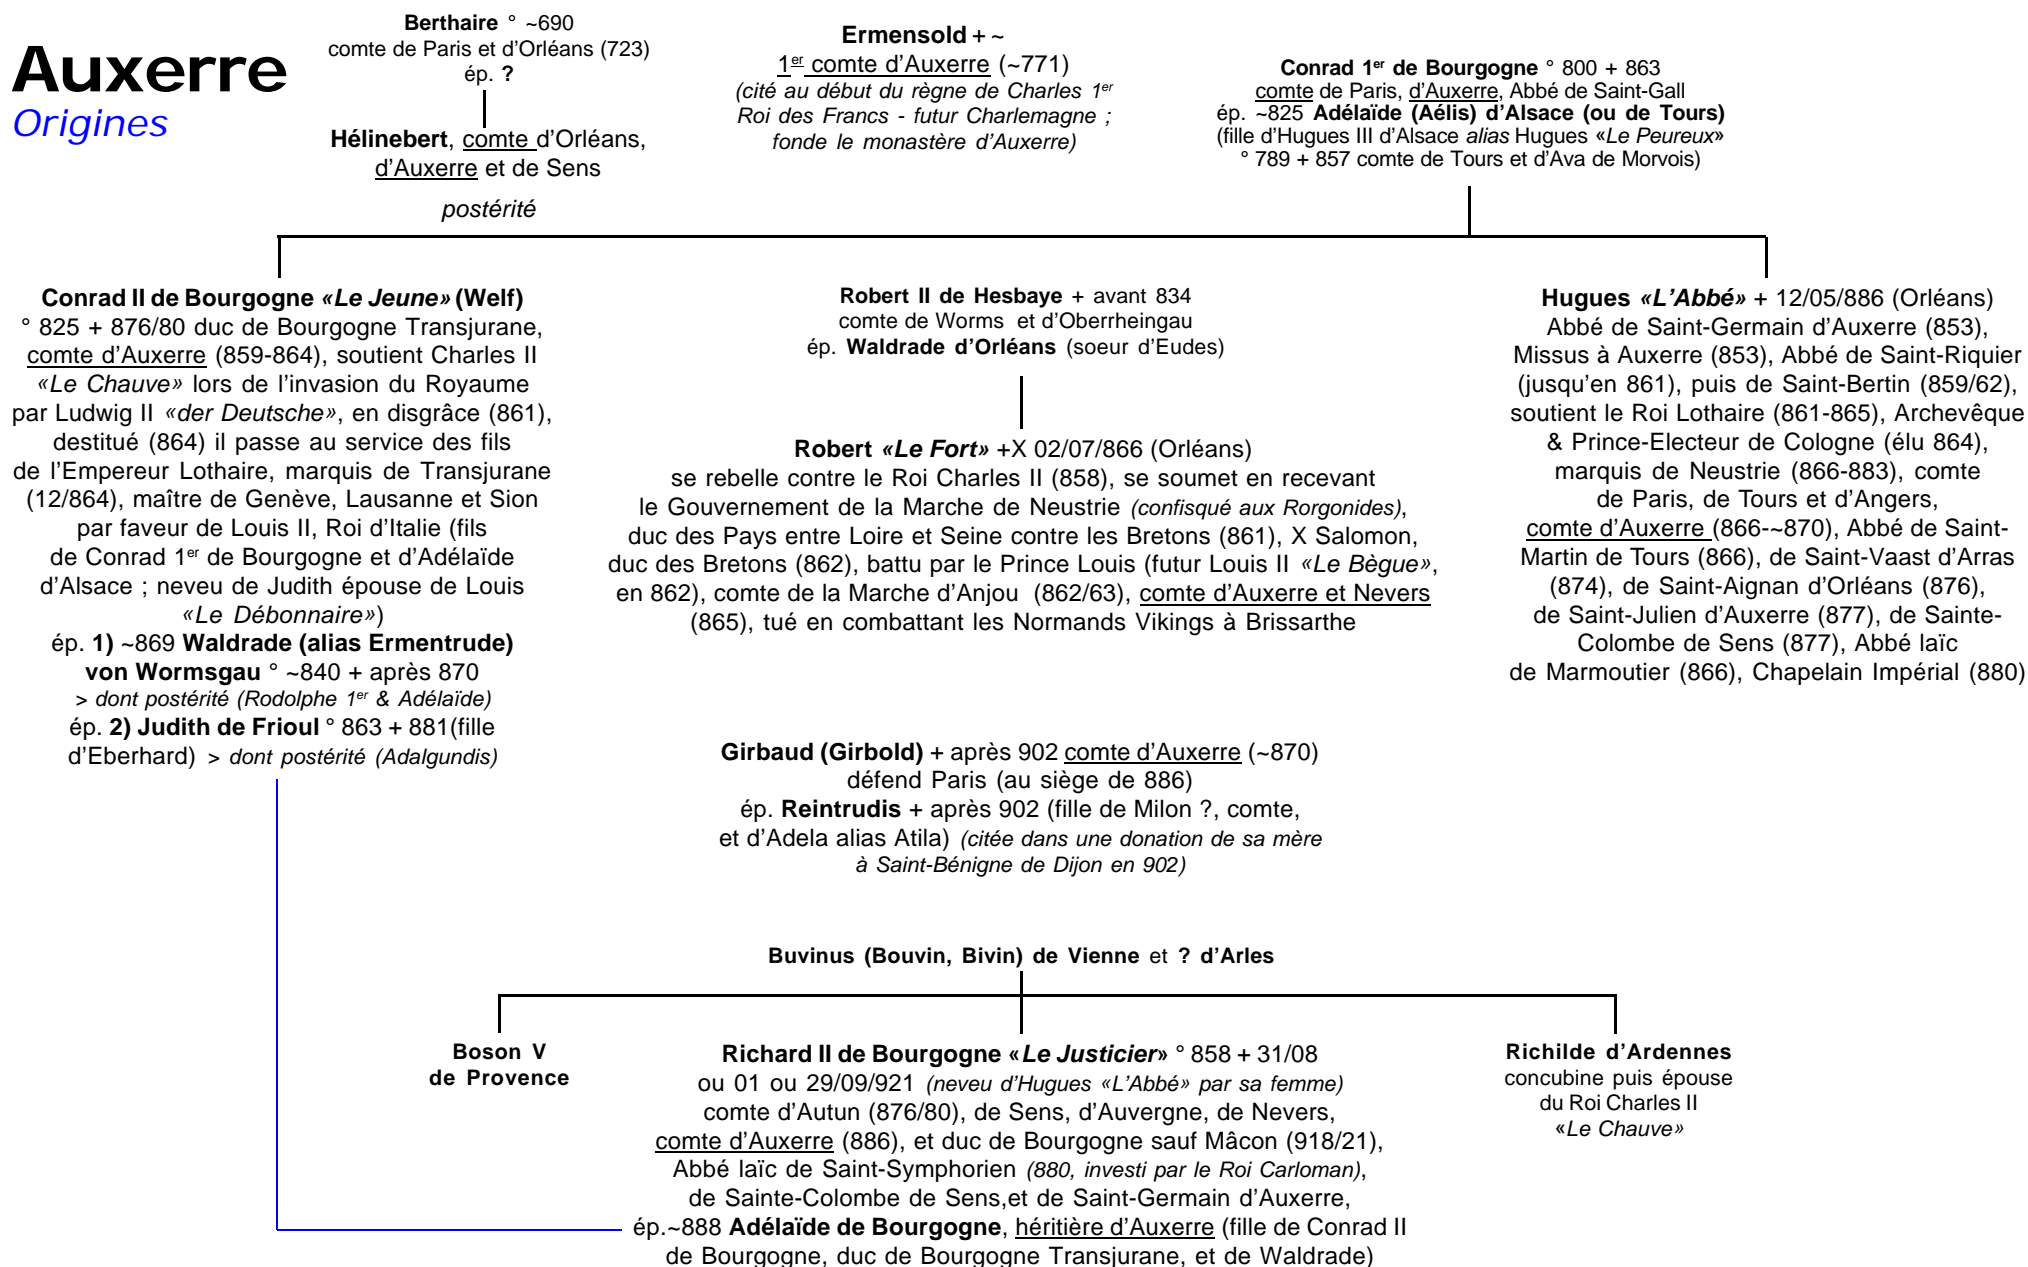 Auxerre
Origines
Berthaire ° ~690
comte de Paris et d'Orléans (723)
ép. ?
Hélinebert, comte d'Orléans,
d'Auxerre et de Sens
postérité
Ermensold + ~
1er comte d'Auxerre (~771)
(cité au début du règne de Charles 1er
Roi des Francs - futur Charlemagne ;
fonde le monastère d'Auxerre)
Conrad 1er de Bourgogne ° 800 + 863
comte de Paris, d'Auxerre, Abbé de Saint-Gall
ép. ~825 Adélaïde (Aélis) d'Alsace (ou de Tours)
(fille d'Hugues III d'Alsace alias Hugues «Le Peureux»
° 789 + 857 comte de Tours et d'Ava de Morvois)
Conrad II de Bourgogne «Le Jeune» (Welf)
° 825 + 876/80 duc de Bourgogne Transjurane,
comte d'Auxerre (859-864), soutient Charles II
«Le Chauve» lors de l'invasion du Royaume
par Ludwig II «der Deutsche», en disgrâce (861),
destitué (864) il passe au service des fils
de l'Empereur Lothaire, marquis de Transjurane
(12/864), maître de Genève, Lausanne et Sion
par faveur de Louis II, Roi d'Italie (fils
de Conrad 1er de Bourgogne et d'Adélaïde
d'Alsace ; neveu de Judith épouse de Louis
«Le Débonnaire»)
ép. 1) ~869 Waldrade (alias Ermentrude)
von Wormsgau ° ~840 + après 870
> dont postérité (Rodolphe 1er & Adélaïde)
ép. 2) Judith de Frioul ° 863 + 881(fille
d'Eberhard) > dont postérité (Adalgundis)
Robert II de Hesbaye + avant 834
comte de Worms et d'Oberrheingau
ép. Waldrade d'Orléans (soeur d'Eudes)
Robert «Le Fort» +X 02/07/866 (Orléans)
se rebelle contre le Roi Charles II (858), se soumet en recevant
le Gouvernement de la Marche de Neustrie (confisqué aux Rorgonides),
duc des Pays entre Loire et Seine contre les Bretons (861), X Salomon,
duc des Bretons (862), battu par le Prince Louis (futur Louis II «Le Bègue»,
en 862), comte de la Marche d'Anjou (862/63), comte d'Auxerre et Nevers
(865), tué en combattant les Normands Vikings à Brissarthe
Hugues «L'Abbé» + 12/05/886 (Orléans)
Abbé de Saint-Germain d'Auxerre (853),
Missus à Auxerre (853), Abbé de Saint-Riquier
(jusqu'en 861), puis de Saint-Bertin (859/62),
soutient le Roi Lothaire (861-865), Archevêque
& Prince-Electeur de Cologne (élu 864),
marquis de Neustrie (866-883), comte
de Paris, de Tours et d'Angers,
comte d'Auxerre (866-~870), Abbé de Saint-
Martin de Tours (866), de Saint-Vaast d'Arras
(874), de Saint-Aignan d'Orléans (876),
de Saint-Julien d'Auxerre (877), de Sainte-
Colombe de Sens (877), Abbé laïc
de Marmoutier (866), Chapelain Impérial (880)
Girbaud (Girbold) + après 902 comte d'Auxerre (~870)
défend Paris (au siège de 886)
ép. Reintrudis + après 902 (fille de Milon ?, comte,
et d'Adela alias Atila) (citée dans une donation de sa mère
à Saint-Bénigne de Dijon en 902)
Buvinus (Bouvin, Bivin) de Vienne et ? d'Arles
Boson V
de Provence
Richard II de Bourgogne «Le Justicier» ° 858 + 31/08
ou 01 ou 29/09/921 (neveu d'Hugues «L'Abbé» par sa femme)
comte d'Autun (876/80), de Sens, d'Auvergne, de Nevers,
comte d'Auxerre (886), et duc de Bourgogne sauf Mâcon (918/21),
Abbé laïc de Saint-Symphorien (880, investi par le Roi Carloman),
de Sainte-Colombe de Sens,et de Saint-Germain d'Auxerre,
ép.~888 Adélaïde de Bourgogne, héritière d'Auxerre (fille de Conrad II
de Bourgogne, duc de Bourgogne Transjurane, et de Waldrade)
Richilde d'Ardennes
concubine puis épouse
du Roi Charles II
«Le Chauve»